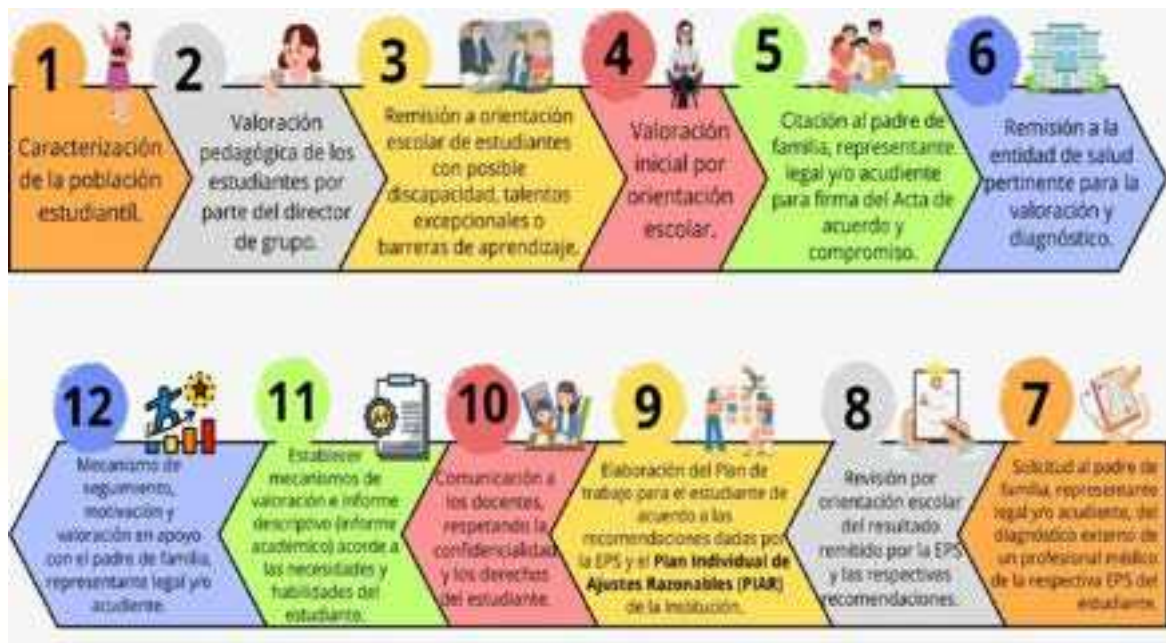 1
Caracterización
de la población
estudiantil.
2
Valoración
pedagógica de los
estudiantes por
parte del director
de grupo.
3
Remisión a orientación
escolar de estudiantes
con posible
discapacidad, talentos
excepcionales o
barreras de aprendizaje.
4
Valoración
inicial por
orientación
escolar.
5
Citación al padre de
familia, representante
legal y/o acudiente
para firma del Acta de
acuerdo y
compromiso.
6
Remisión a la
entidad de salud
pertinente para la
valoración y
diagnóstico.
7
Solicitud al padre de
familia, representante
legal y/o acudiente, del
diagnóstico externo de
un profesional médico
de la respectiva EPS del
estudiante.
8
Revisión por
orientación escolar
del resultado
remitido por la EPS
y las respectivas
recomendaciones.
9
Elaboración del Plan de
trabajo para el estudiante de
acuerdo a las
recomendaciones dadas por
la EPS y el Plan Individual de
Ajustes Razonables (PIAR)
de la Institución.
10
Comunicación a
los docentes,
respetando la
confidencialidad
y los derechos
del estudiante.
11
Establecer
mecanismos de
valoración e informe
descriptivo (informe
académico) acorde a
las necesidades y
habilidades del
estudiante.
12
Mecanismo de
seguimiento,
motivación y
valoración en apoyo
con el padre de familia,
representante legal y/o
acudiente.